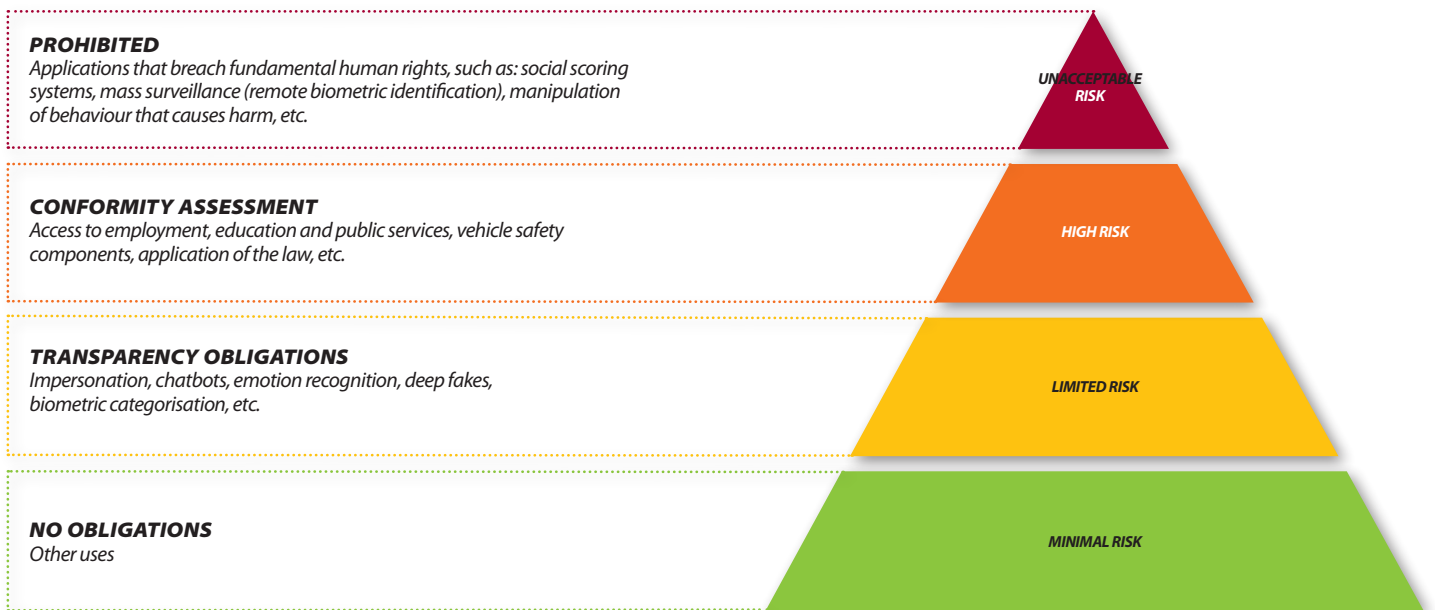 PROHIBITED
Applications that breach fundamental human rights, such as: social scoring
systems, mass surveillance (remote biometric identification), manipulation
of behaviour that causes harm, etc.
UNACCEPTABLE
RISK
CONFORMITY ASSESSMENT
Access to employment, education and public services, vehicle safety
components, application of the law, etc.
HIGH RISK
TRANSPARENCY OBLIGATIONS
Impersonation, chatbots, emotion recognition, deep fakes,
biometric categorisation, etc.
LIMITED RISK
NO OBLIGATIONS
Other uses
MINIMAL RISK